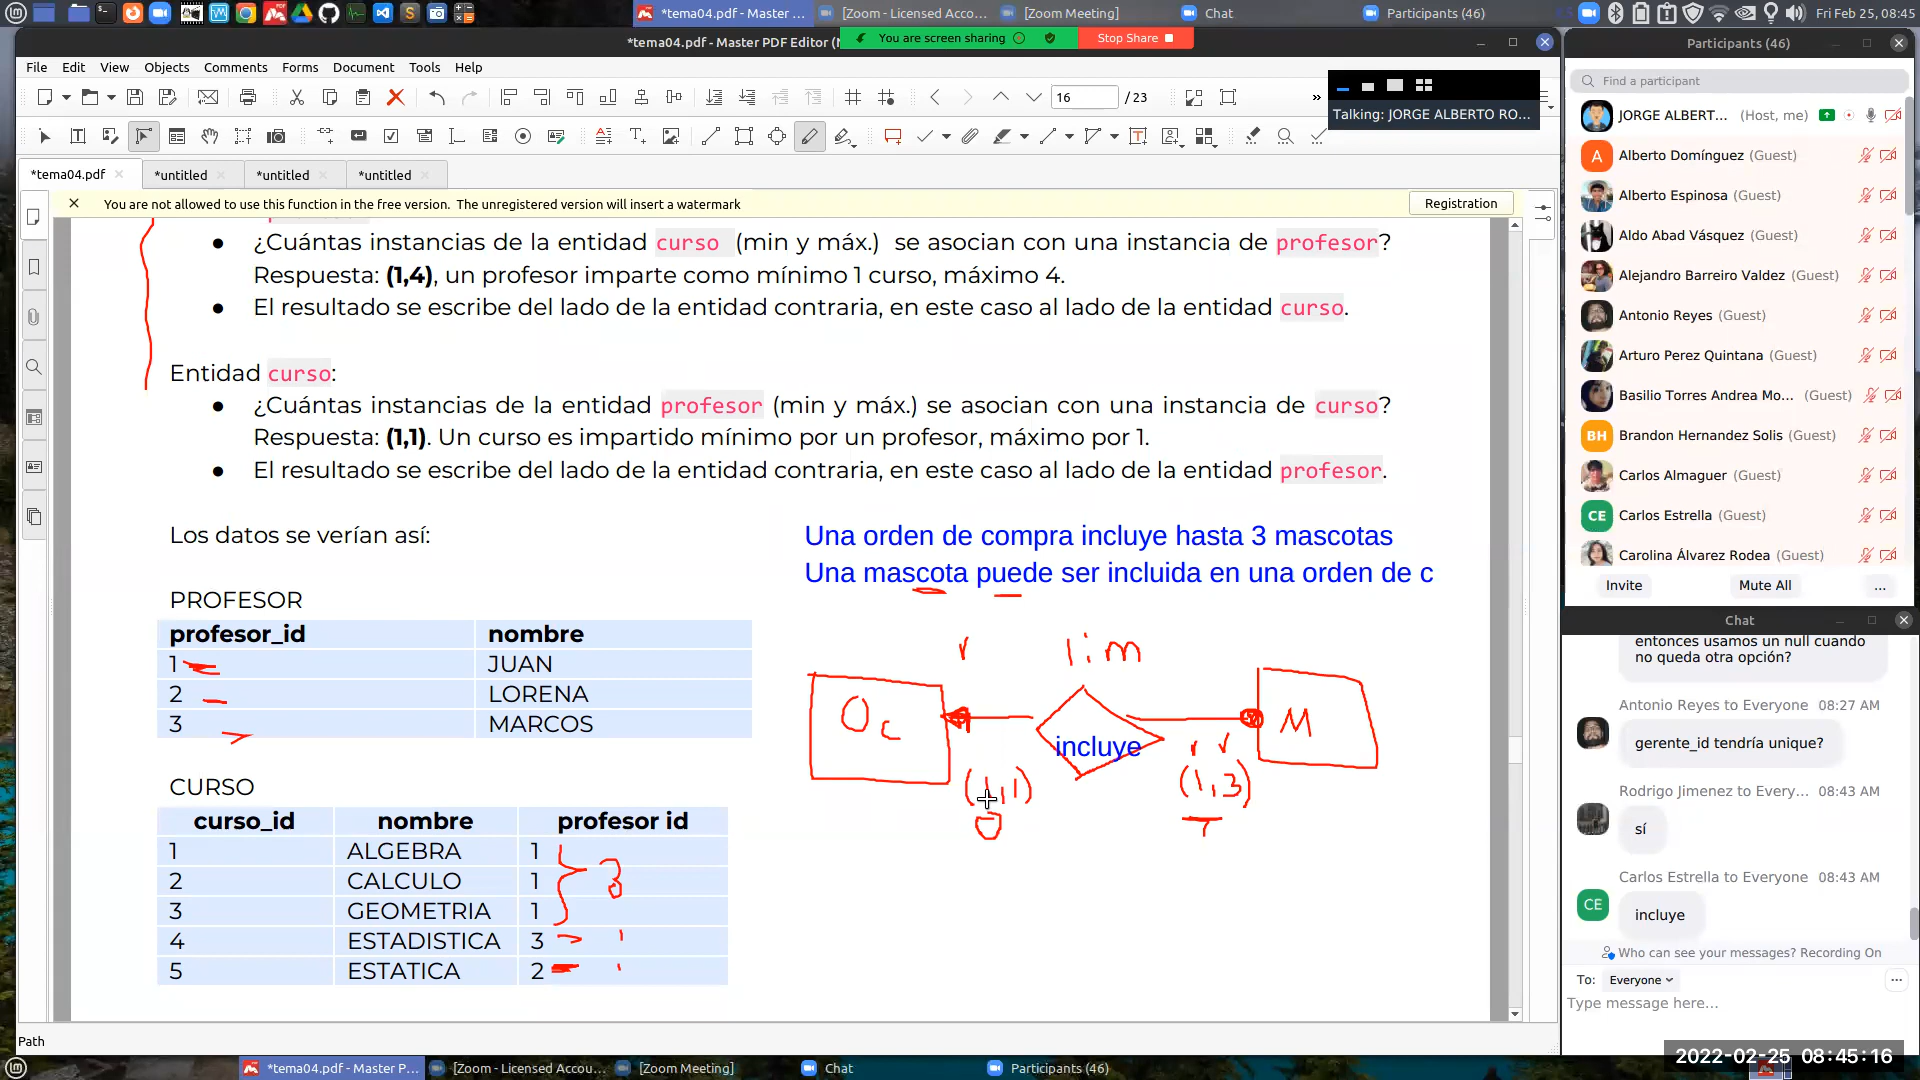 *tema04.pdf - Master ...
[Zoom - Licensed Acco...
[Zoom Meeting]
Chat
Participants (46)
Fri Feb 25, 08:45
*tema04.pdf - Master PDF Editor (
You are screen sharing
Stop Share
File Edit View Objects Comments Forms Document Tools Help
16 / 23
Talking: JORGE ALBERTO RO...
*tema04.pdf
*untitled
*untitled
*untitled
You are not allowed to use this function in the free version. The unregistered version will insert a watermark
Registration
● ¿Cuántas instancias de la entidad curso (min y máx.) se asocian con una instancia de profesor?
Respuesta: (1,4), un profesor imparte como mínimo 1 curso, máximo 4.
● El resultado se escribe del lado de la entidad contraria, en este caso al lado de la entidad curso.
Entidad curso:
● ¿Cuántas instancias de la entidad profesor (min y máx.) se asocian con una instancia de curso?
Respuesta: (1,1). Un curso es impartido mínimo por un profesor, máximo por 1.
● El resultado se escribe del lado de la entidad contraria, en este caso al lado de la entidad profesor.
Los datos se verían así:
Una orden de compra incluye hasta 3 mascotas
Una mascota puede ser incluida en una orden de c
PROFESOR
profesor_id nombre
1 JUAN
2 LORENA
3 MARCOS
r 1:m
Oc
incluye
M
(1,1)
0
r r
(1,3)
CURSO
curso_id nombre profesor id
1 ALGEBRA 1
2 CALCULO 1
3 GEOMETRIA 1
4 ESTADISTICA 3
5 ESTATICA 2
3
Path
Participants (46)
Find a participant
JORGE ALBERT... (Host, me)
A Alberto Domínguez (Guest)
Alberto Espinosa (Guest)
Aldo Abad Vásquez (Guest)
Alejandro Barreiro Valdez (Guest)
Antonio Reyes (Guest)
Arturo Perez Quintana (Guest)
Basilio Torres Andrea Mo... (Guest)
BH Brandon Hernandez Solis (Guest)
Carlos Almaguer (Guest)
CE Carlos Estrella (Guest)
Carolina Álvarez Rodea (Guest)
Invite
Mute All
...
Chat
entonces usamos un null cuando
no queda otra opción?
Antonio Reyes to Everyone 08:27 AM
gerente_id tendría unique?
Rodrigo Jimenez to Every... 08:43 AM
sí
Carlos Estrella to Everyone 08:43 AM
CE incluye
Who can see your messages? Recording On
To: Everyone
Type message here...
2022-02-25 08:45:16
*tema04.pdf - Master P...
[Zoom - Licensed Accou...
[Zoom Meeting]
Chat
Participants (46)